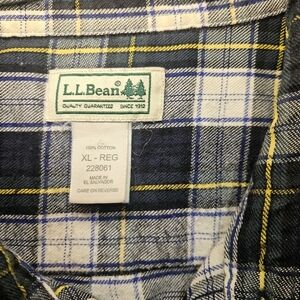 L.L.Bean®
QUALITY GUARANTEED SINCE 1912
100% COTTON
XL - REG
228061
MADE IN
EL SALVADOR
CARE ON REVERSE